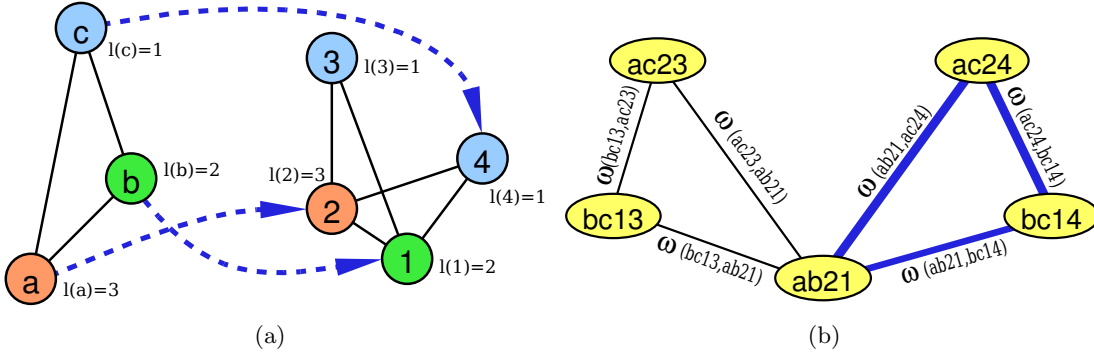 c
l(c)=1
b
l(b)=2
a
l(a)=3
3
l(3)=1
4
l(4)=1
l(2)=3
2
1
l(1)=2
(a)
ac23
ac24
bc13
bc14
ab21
ω(bc13,ac23)
ω (ac23,ab21)
ω (ab21,ac24)
ω (ac24,bc14)
ω (bc13,ab21)
ω (ab21,bc14)
(b)